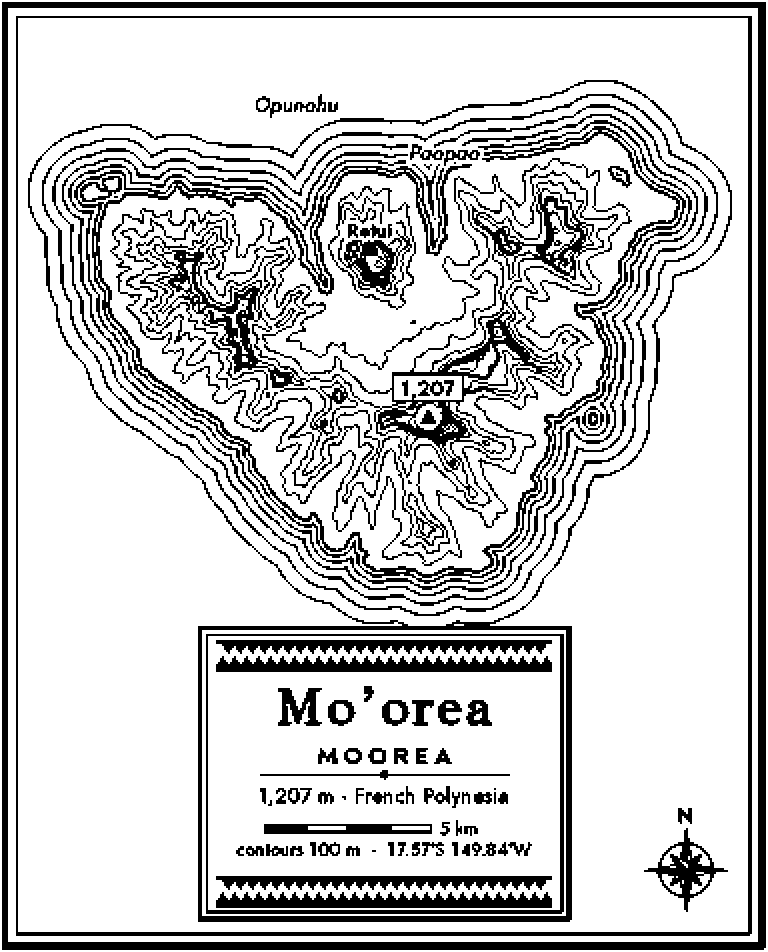 Opunohu
Paopao
Rotui
1,207
Mo'orea
MOOREA
1,207 m · French Polynesia
5 km
contours 100 m · 17.57°S 149.84°W
N